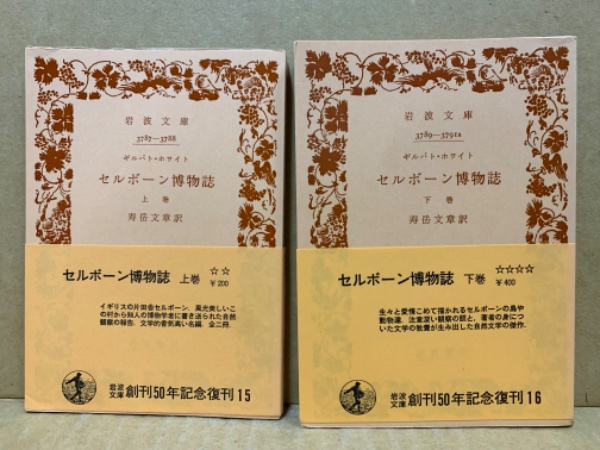 岩波文庫
3787—3788
ギルバト・ホワイト
セルボーン博物誌
上巻
寿岳文章訳
セルボーン博物誌 上巻 ☆☆
￥200
イギリスの片田舎セルボーン．風光美しいこ
の村から知人の博物学者に書き送られた自然
観察の報告．文学的香気高い名編．全二冊．
岩波
文庫 創刊50年記念復刊 15
岩波文庫
3789—3791a
ギルバト・ホワイト
セルボーン博物誌
下巻
寿岳文章訳
セルボーン博物誌 下巻 ☆☆☆☆
￥400
生々と愛情こめて描かれるセルボーンの鳥や
動物達．注意深い観察の眼と，著者の身につ
いた文学の教養が生み出した自然文学の傑作．
岩波
文庫 創刊50年記念復刊 16